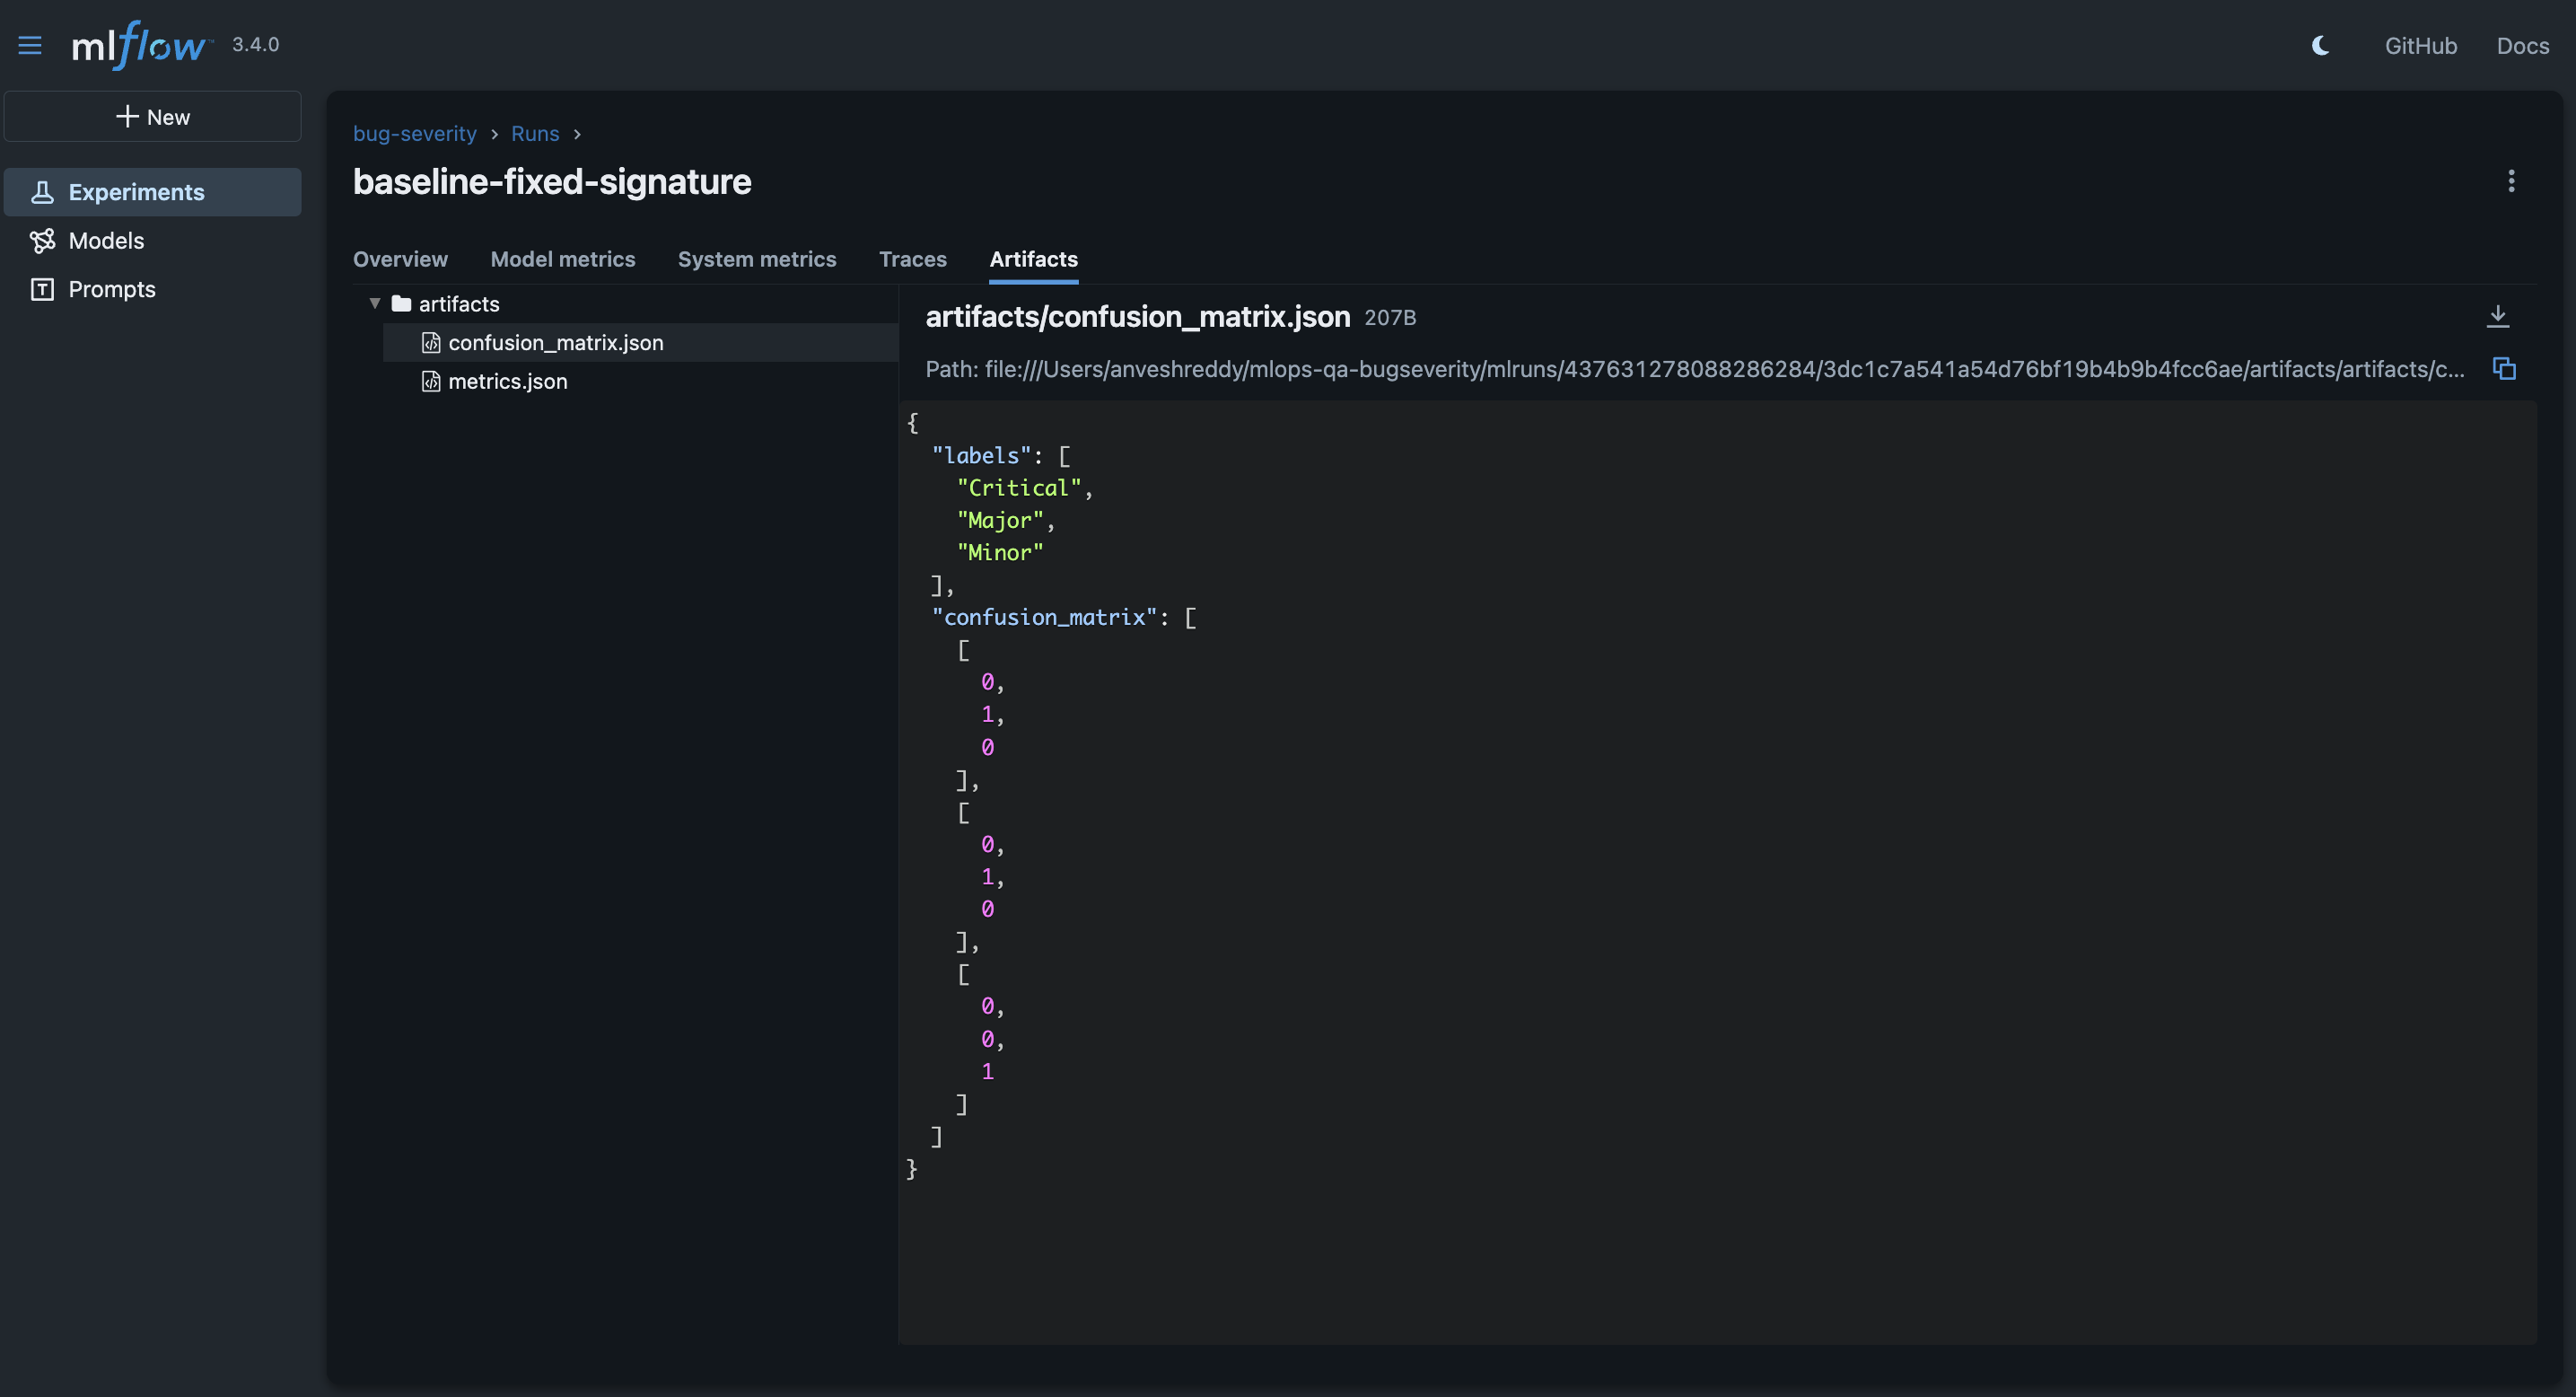 mlflow™ 3.4.0
GitHub
Docs
New
Experiments
Models
Prompts
bug-severity › Runs ›
baseline-fixed-signature
Overview
Model metrics
System metrics
Traces
Artifacts
artifacts
confusion_matrix.json
metrics.json
artifacts/confusion_matrix.json 207B
Path: file:///Users/anveshreddy/mlops-qa-bugseverity/mlruns/437631278088286284/3dc1c7a541a54d76bf19b4b9b4fcc6ae/artifacts/artifacts/c...
{
  "labels": [
    "Critical",
    "Major",
    "Minor"
  ],
  "confusion_matrix": [
    [
      0,
      1,
      0
    ],
    [
      0,
      1,
      0
    ],
    [
      0,
      0,
      1
    ]
  ]
}